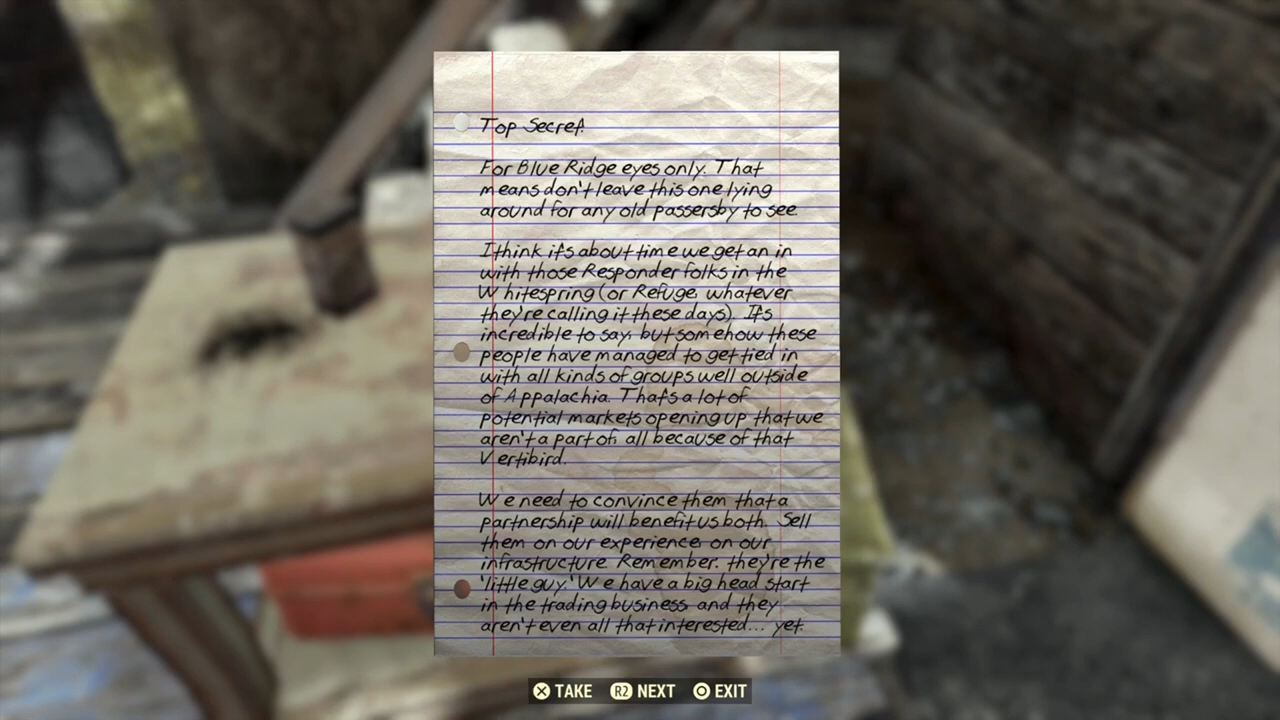 Top Secret!
For Blue Ridge eyes only. That
means don't leave this one lying
around for any old passersby to see.
I think it's about time we get an in
with those Responder folks in the
Whitespring (or Refuge, whatever
they're calling it these days). It's
incredible to say, but somehow these
people have managed to get tied in
with all kinds of groups well outside
of Appalachia. That's a lot of
potential markets opening up that we
aren't a part of, all because of that
Vertibird.
We need to convince them that a
partnership will benefit us both. Sell
them on our experience, on our
infrastructure. Remember, they're the
'little guy.' We have a big head start
in the trading business, and they
aren't even all that interested... yet.
X TAKE R2 NEXT O EXIT